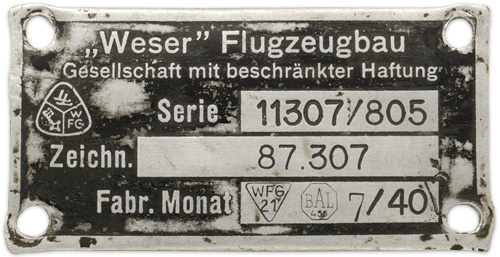 „Weser” Flugzeugbau
Gesellschaft mit beschränkter Haftung
WFG
Serie 11307/805
Zeichn. 87.307
Fabr. Monat WFG 21 BAL 7/40